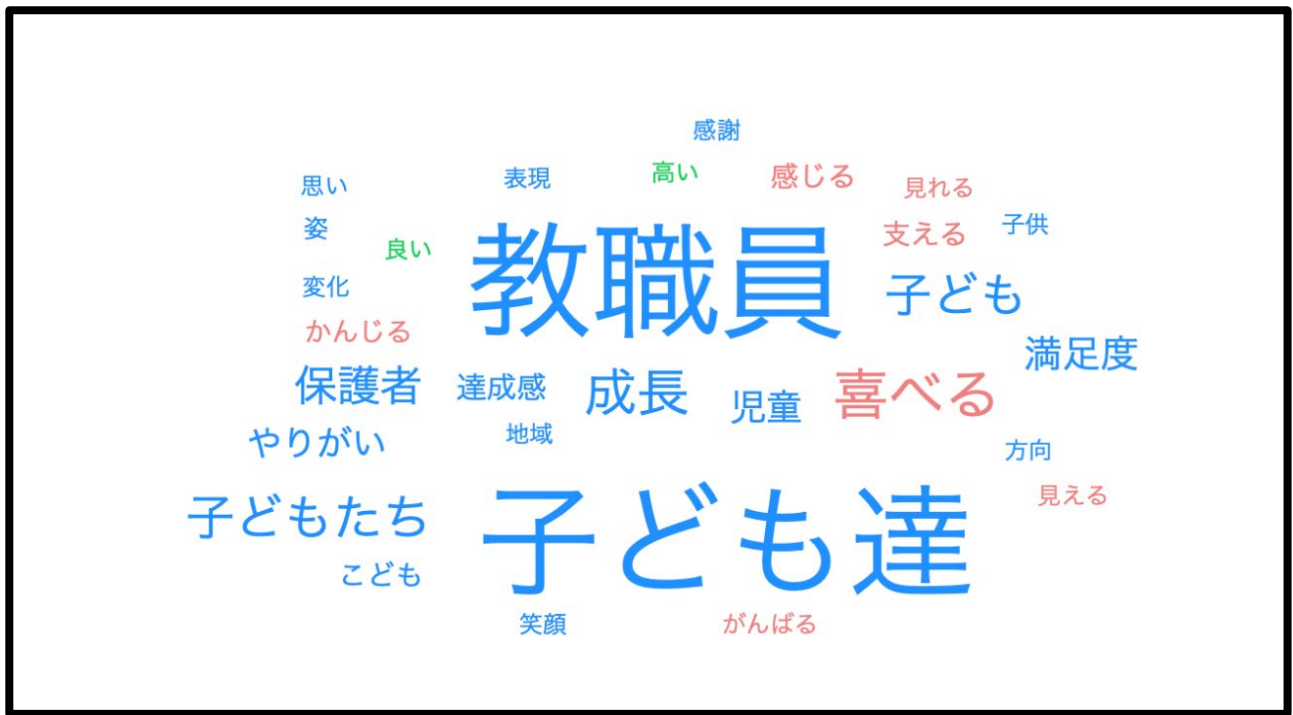 感謝
思い
表現
高い
感じる
見れる
姿
良い
教職員
支える
子供
変化
子ども
かんじる
満足度
保護者
達成感
成長
児童
喜べる
やりがい
地域
方向
子どもたち
子ども達
見える
こども
笑顔
がんばる